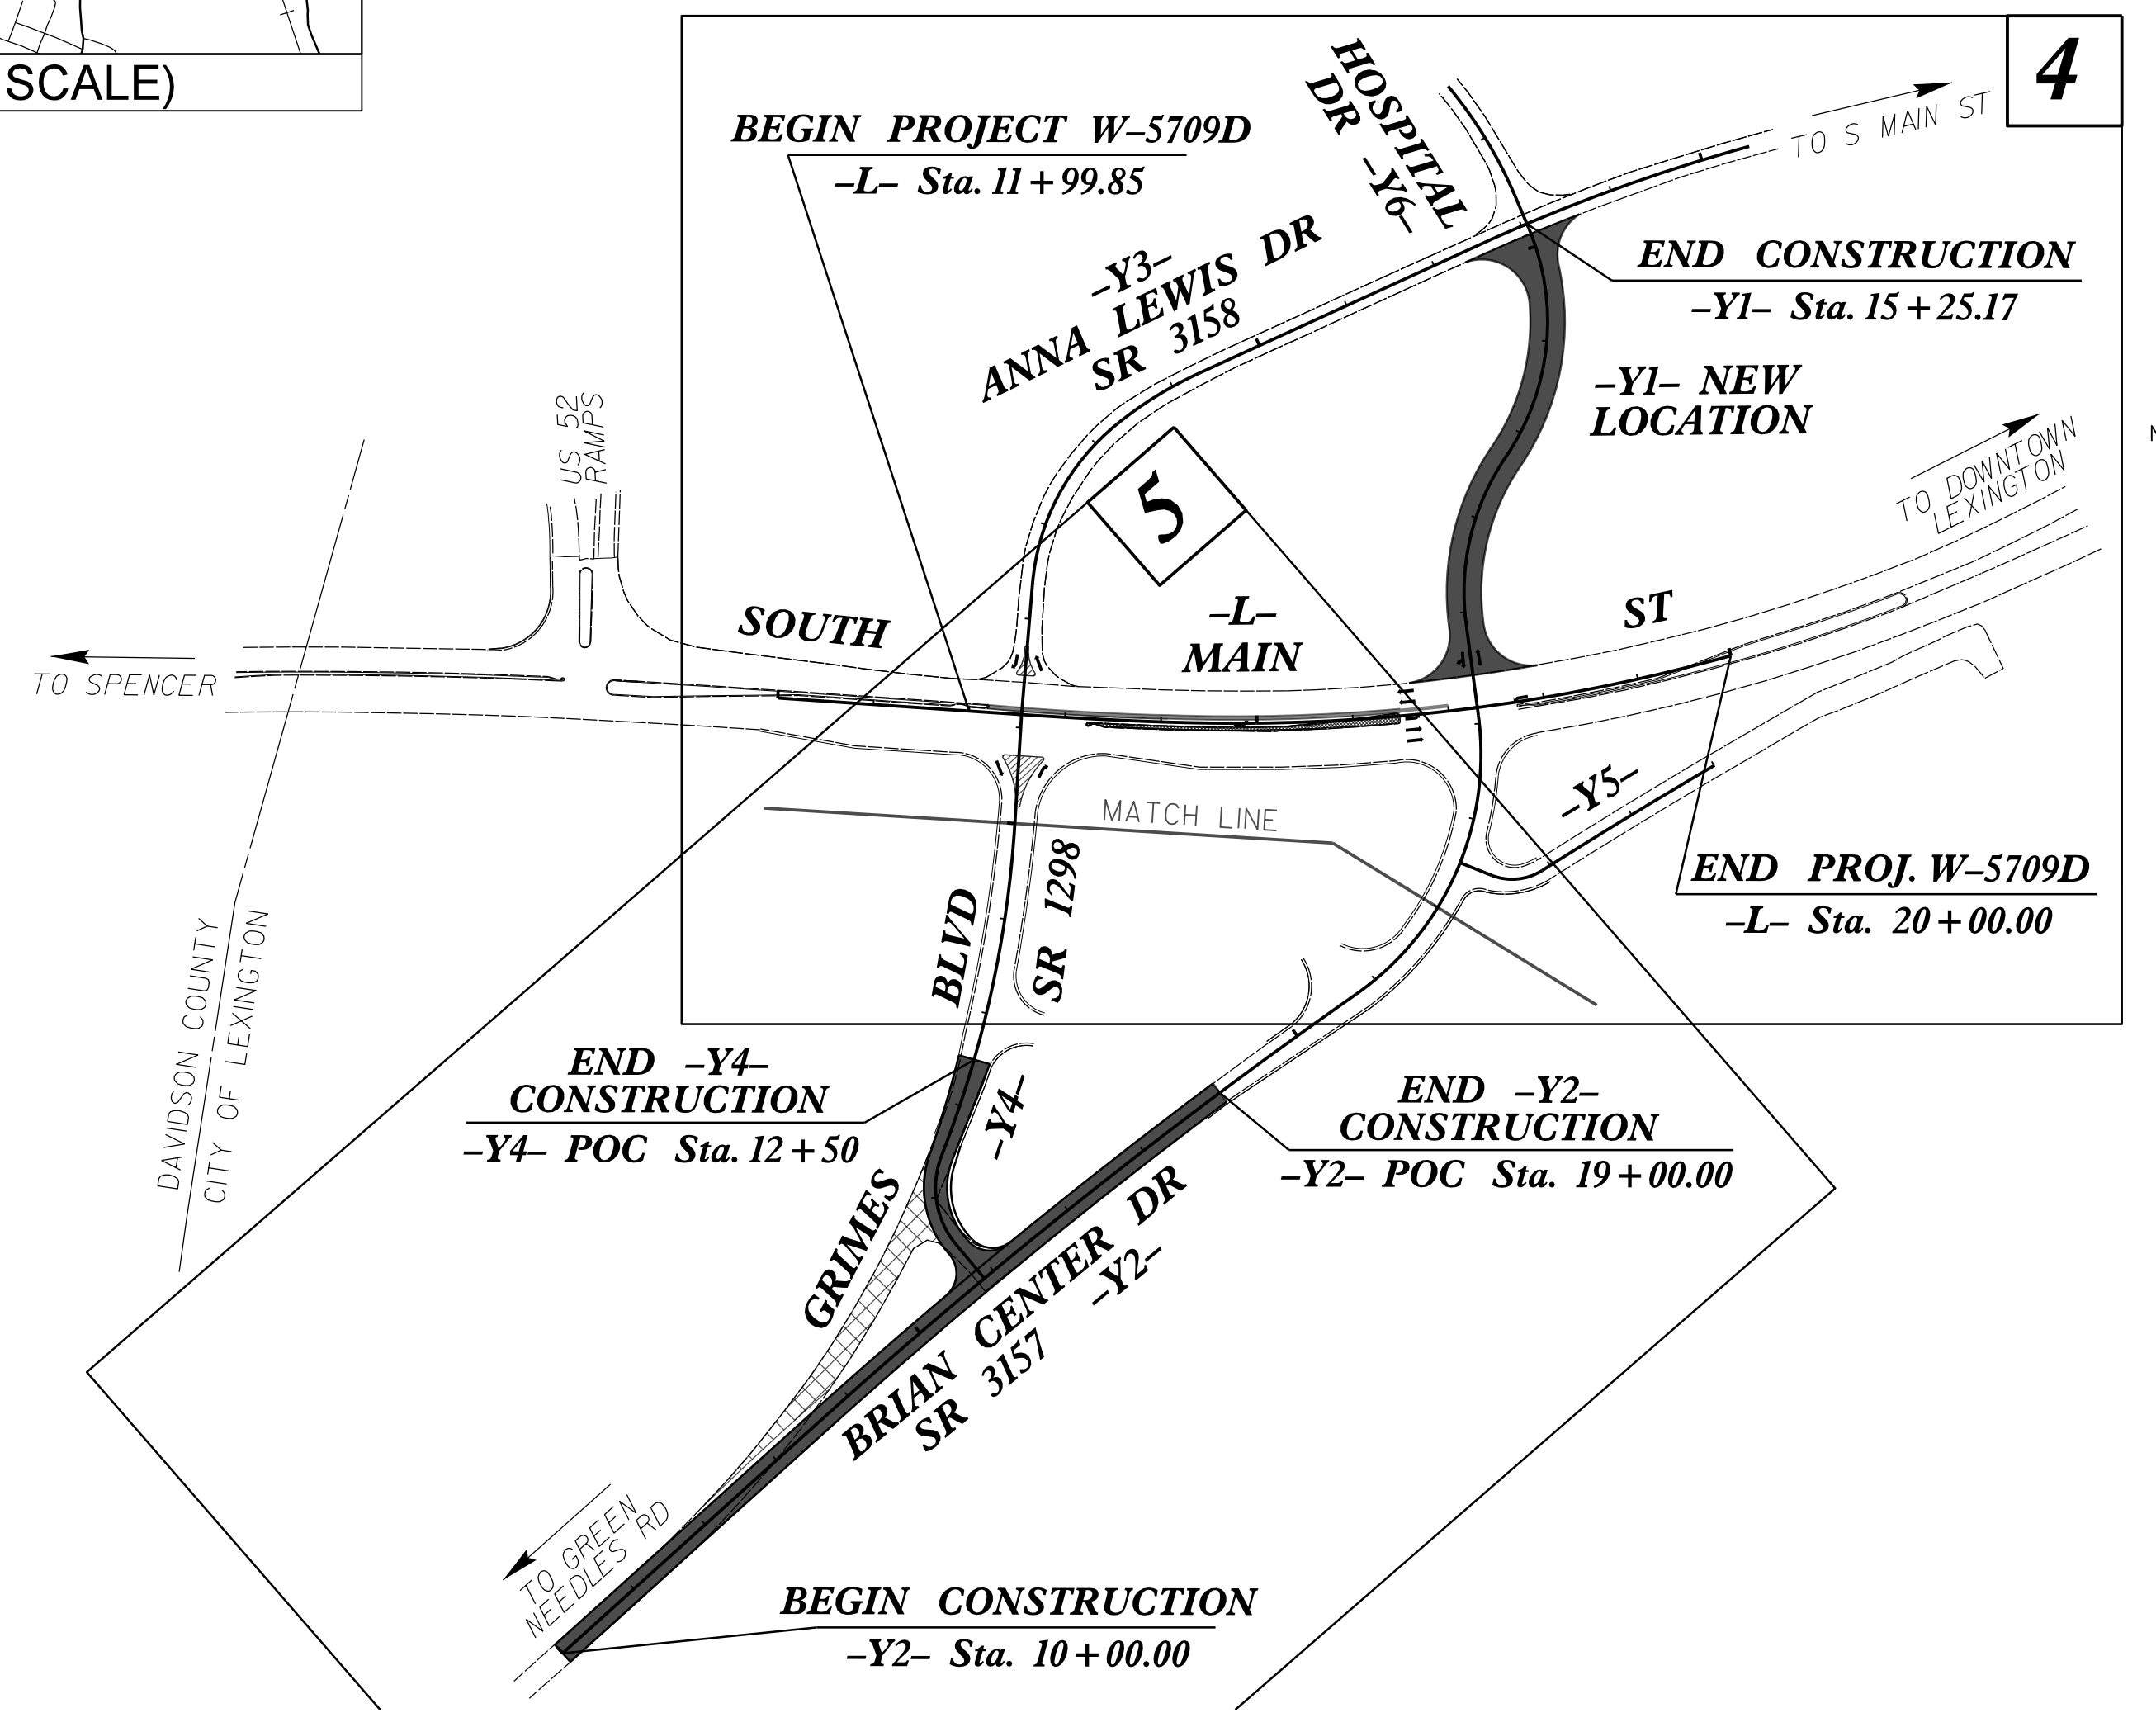 SCALE)
4
BEGIN PROJECT W–5709D
–L– Sta. 11+99.85
HOSPITAL
DR –Y6–
TO S MAIN ST
END CONSTRUCTION
–Y1– Sta. 15+25.17
–Y3–
ANNA LEWIS DR
SR 3158
–Y1– NEW
LOCATION
US 52
RAMPS
5
TO DOWNTOWN
LEXINGTON
SOUTH
–L–
MAIN
ST
TO SPENCER
MATCH LINE
–Y5–
END PROJ. W–5709D
–L– Sta. 20+00.00
BLVD
SR 1298
DAVIDSON COUNTY
CITY OF LEXINGTON
END –Y4–
CONSTRUCTION
–Y4– POC Sta. 12+50
–Y4–
END –Y2–
CONSTRUCTION
–Y2– POC Sta. 19+00.00
GRIMES
BRIAN CENTER DR
SR 3157
–Y2–
TO GREEN
NEEDLES RD
BEGIN CONSTRUCTION
–Y2– Sta. 10+00.00